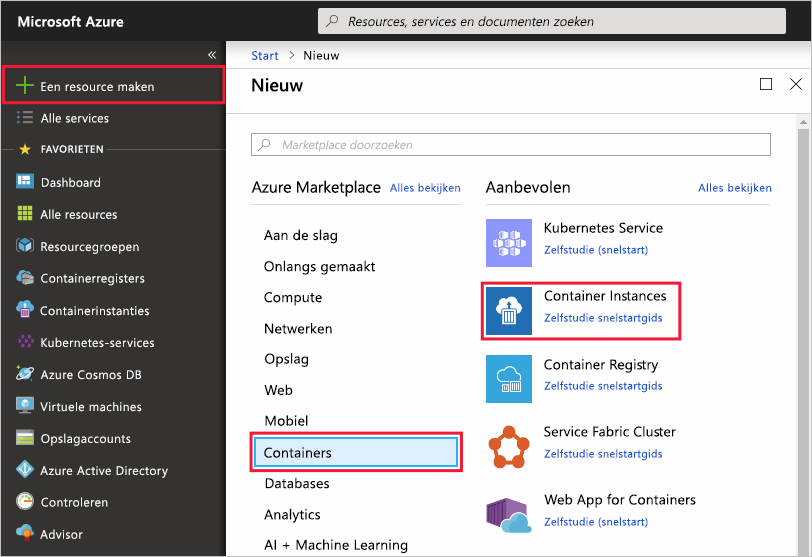 Microsoft Azure
Resources, services en documenten zoeken
«
Een resource maken
Alle services
FAVORIETEN
Dashboard
Alle resources
Resourcegroepen
Containerregisters
Containerinstanties
Kubernetes-services
Azure Cosmos DB
Virtuele machines
Opslagaccounts
Azure Active Directory
Controleren
Advisor
Start > Nieuw
Nieuw
Marketplace doorzoeken
Azure Marketplace Alles bekijken
Aan de slag
Onlangs gemaakt
Compute
Netwerken
Opslag
Web
Mobiel
Containers
Databases
Analytics
AI + Machine Learning
Aanbevolen Alles bekijken
Kubernetes Service
Zelfstudie (snelstart)
Container Instances
Zelfstudie snelstartgids
Container Registry
Zelfstudie snelstartgids
Service Fabric Cluster
Zelfstudie snelstartgids
Web App for Containers
Zelfstudie (snelstart)